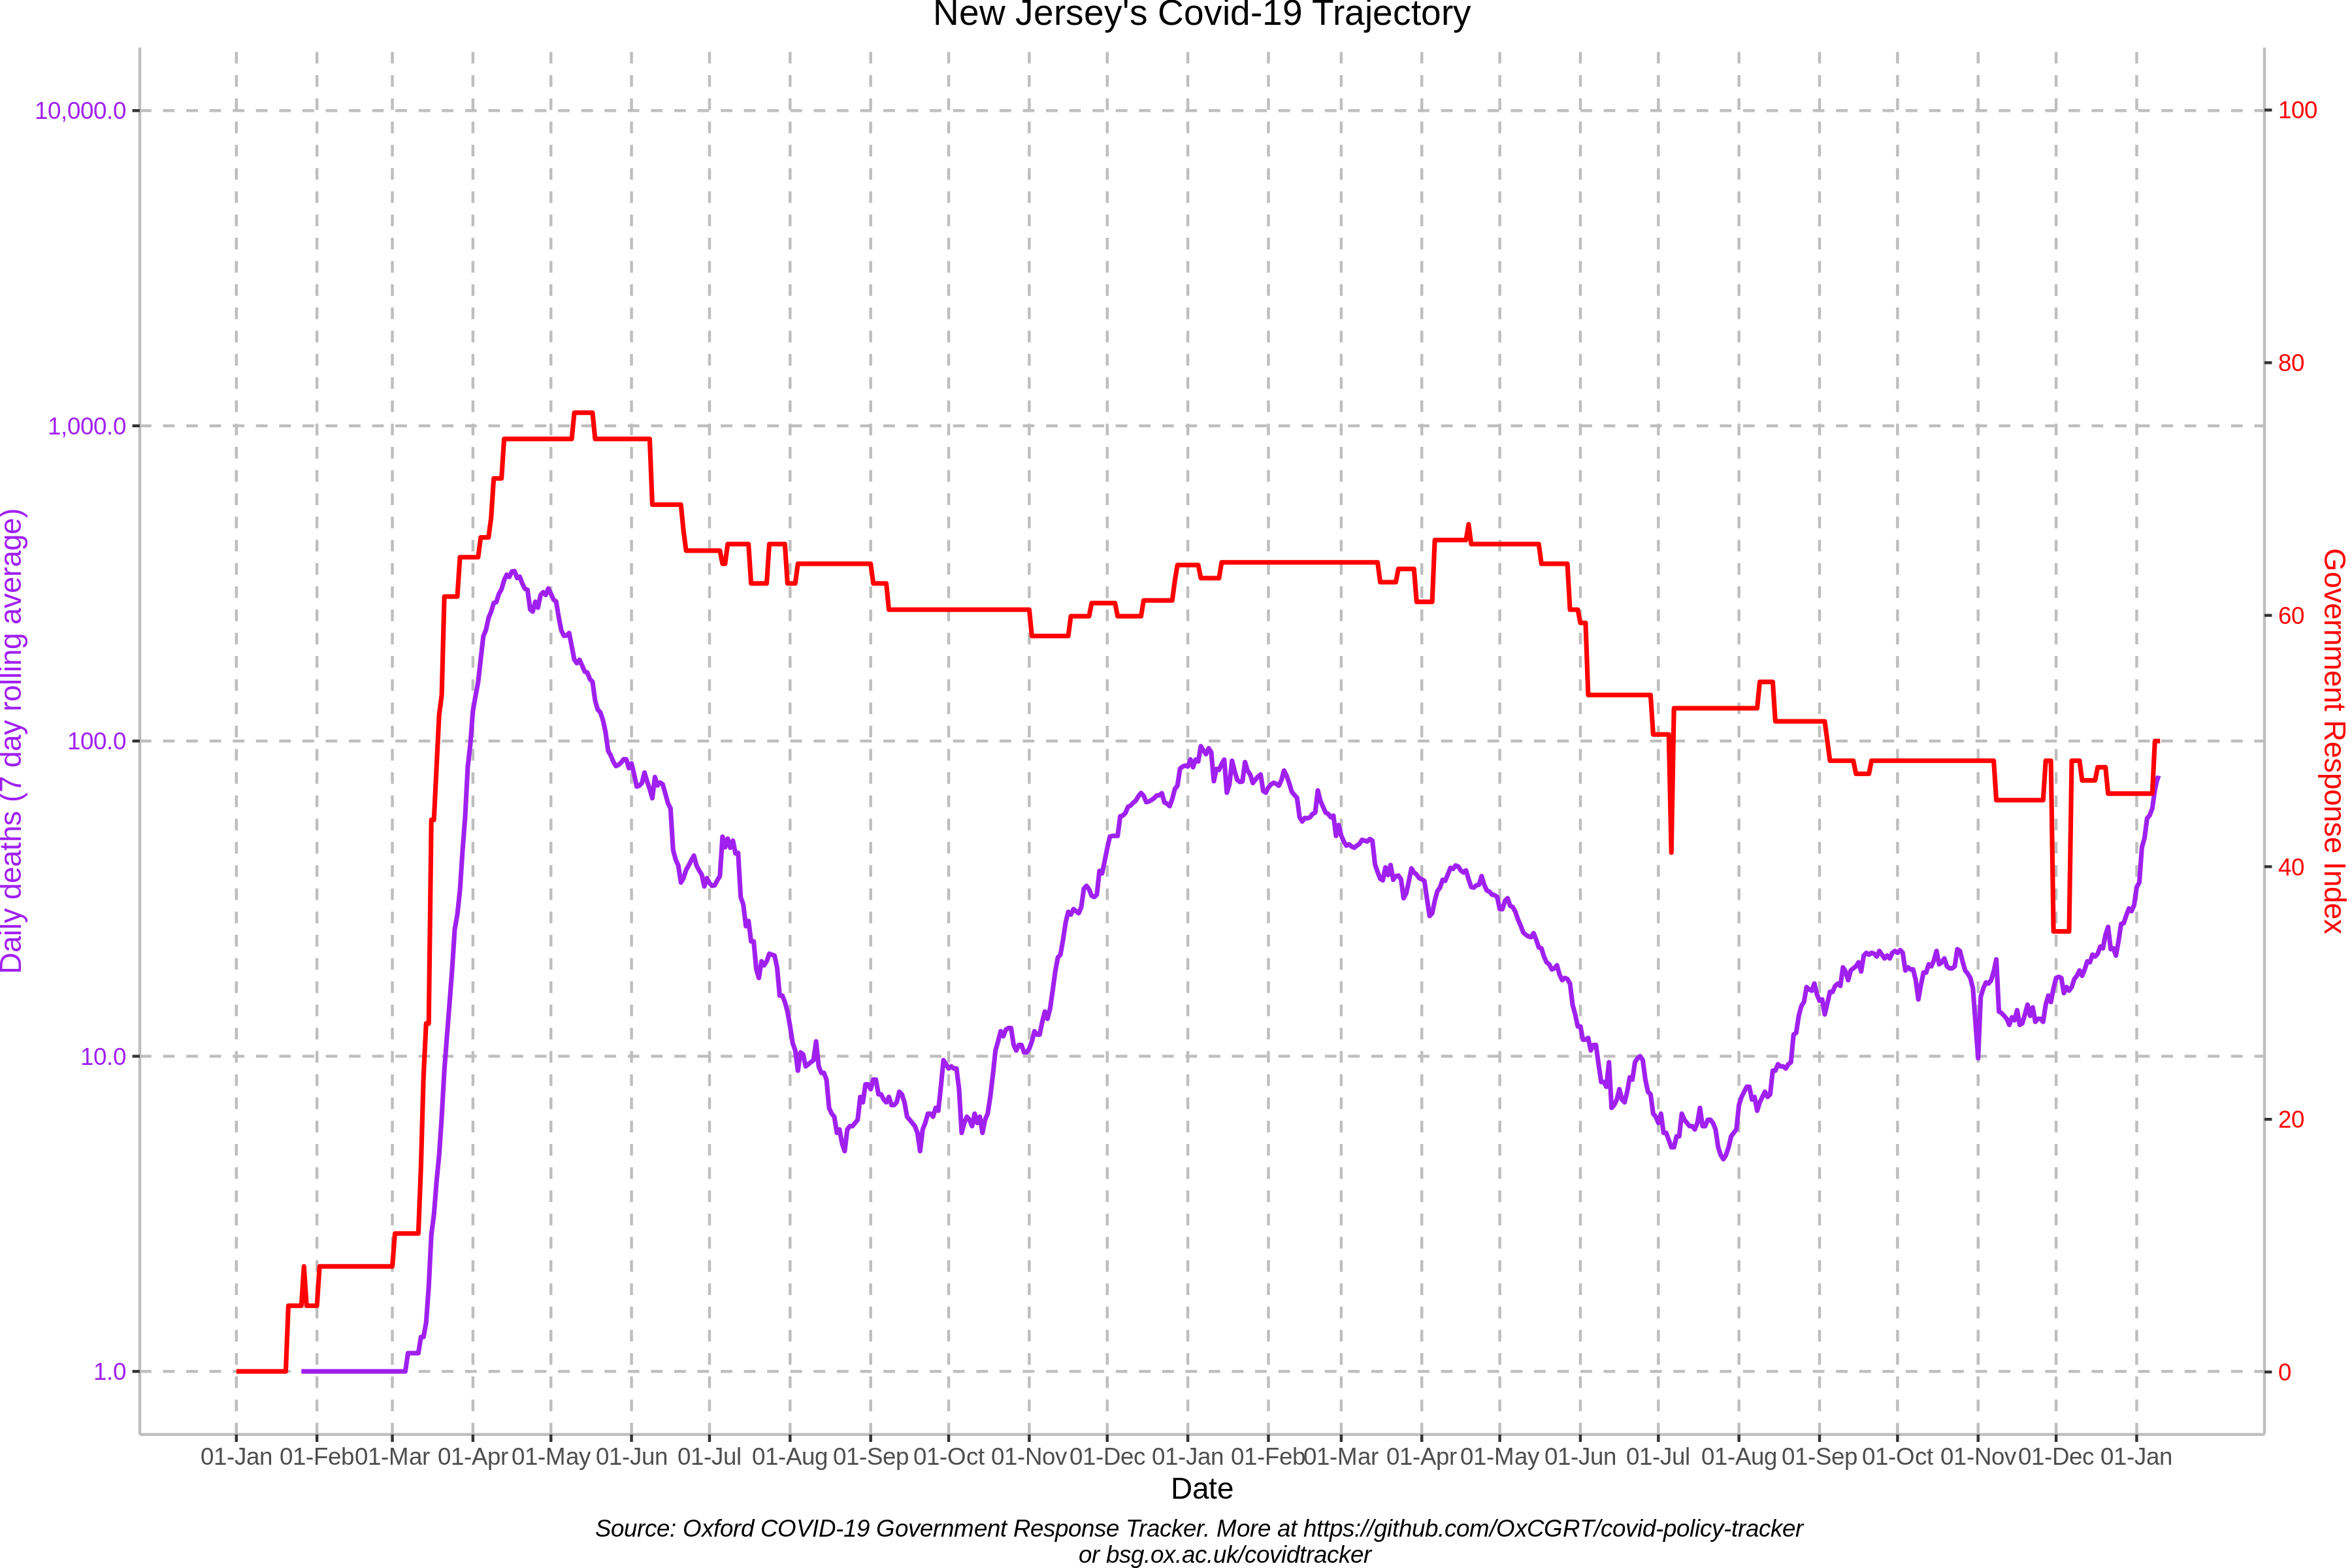 New Jersey's Covid-19 Trajectory
10,000.0
1,000.0
100.0
10.0
1.0
Daily deaths (7 day rolling average)
100
80
60
40
20
0
Government Response Index
01-Jan 01-Feb 01-Mar 01-Apr 01-May 01-Jun 01-Jul 01-Aug 01-Sep 01-Oct 01-Nov 01-Dec 01-Jan 01-Feb 01-Mar 01-Apr 01-May 01-Jun 01-Jul 01-Aug 01-Sep 01-Oct 01-Nov 01-Dec 01-Jan
Date
Source: Oxford COVID-19 Government Response Tracker. More at https://github.com/OxCGRT/covid-policy-tracker
or bsg.ox.ac.uk/covidtracker